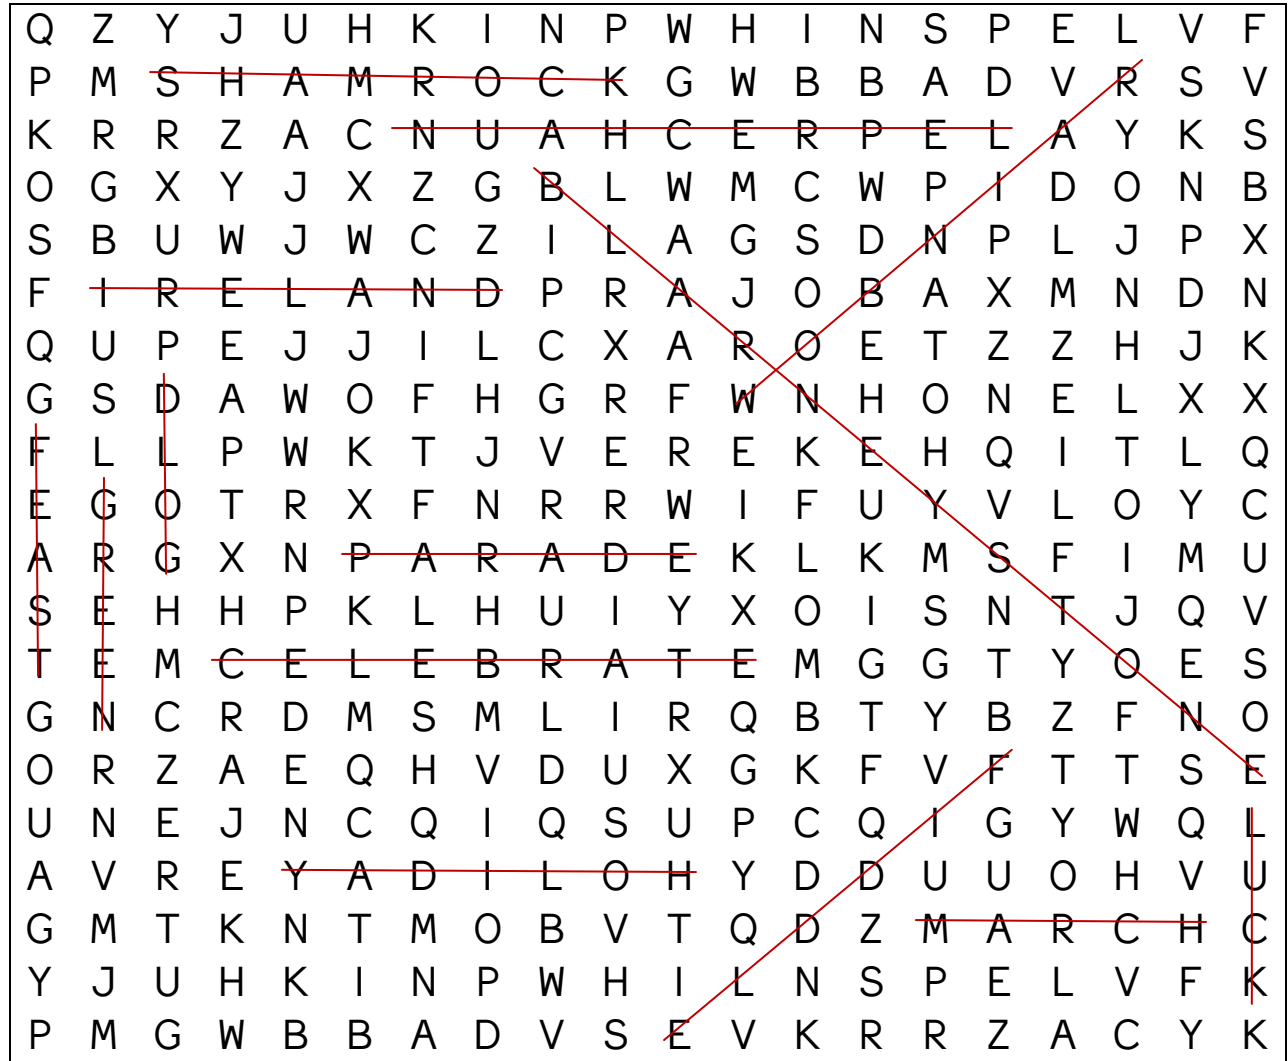 Q Z Y J U H K I N P W H I N S P E L V F
P M S H A M R O C K G W B B A D V R S V
K R R Z A C N U A H C E R P E L A Y K S
O G X Y J X Z G B L W M C W P I D O N B
S B U W J W C Z I L A G S D N P L J P X
F I R E L A N D P R A J O B A X M N D N
Q U P E J J I L C X A R O E T Z Z H J K
G S D A W O F H G R F W N H O N E L X X
F L L P W K T J V E R E K E H Q I T L Q
E G O T R X F N R R W I F U Y V L O Y C
A R G X N P A R A D E K L K M S F I M U
S E H H P K L H U I Y X O I S N T J Q V
T E M C E L E B R A T E M G G T Y O E S
G N C R D M S M L I R Q B T Y B Z F N O
O R Z A E Q H V D U X G K F V F T T S E
U N E J N C Q I Q S U P C Q I G Y W Q L
A V R E Y A D I L O H Y D D U U O H V U
G M T K N T M O B V T Q D Z M A R C H C
Y J U H K I N P W H I L N S P E L V F K
P M G W B B A D V S E V K R R Z A C Y K